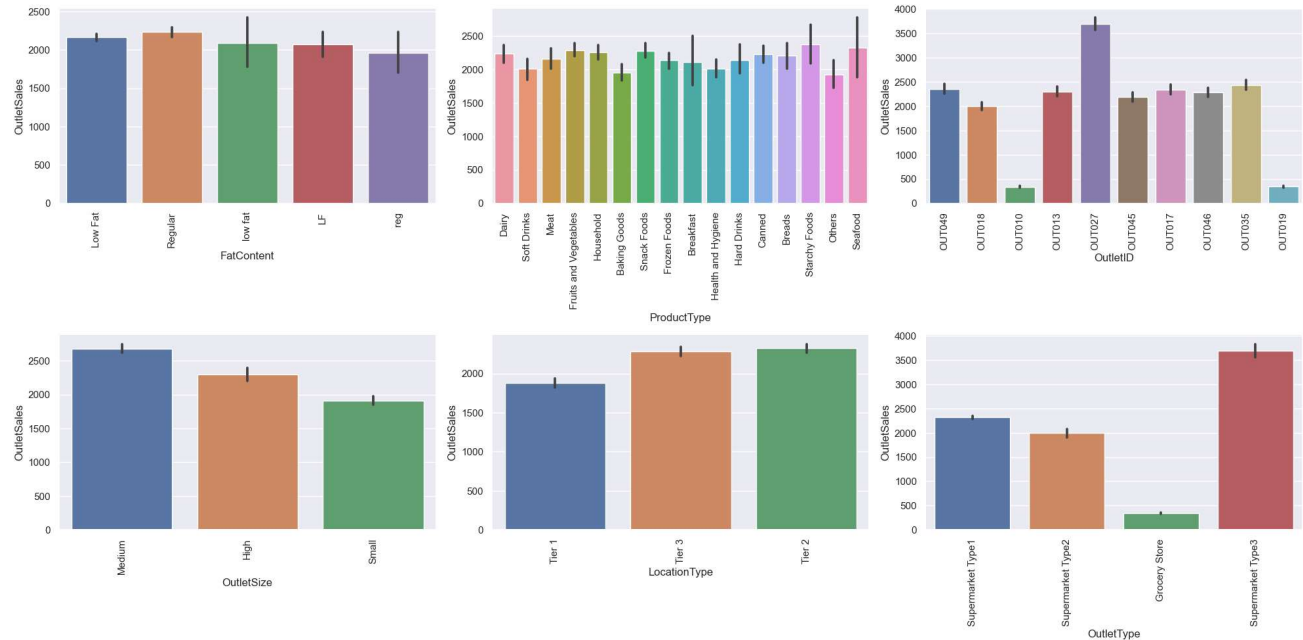 OutletSales
2500
2000
1500
1000
500
0
Low Fat
Regular
low fat
LF
reg
FatContent
OutletSales
2500
2000
1500
1000
500
0
Dairy
Soft Drinks
Meat
Fruits and Vegetables
Household
Baking Goods
Snack Foods
Frozen Foods
Breakfast
Health and Hygiene
Hard Drinks
Canned
Breads
Starchy Foods
Others
Seafood
ProductType
OutletSales
4000
3500
3000
2500
2000
1500
1000
500
0
OUT049
OUT018
OUT010
OUT013
OUT027
OUT045
OUT017
OUT046
OUT035
OUT019
OutletID
OutletSales
2500
2000
1500
1000
500
0
Medium
High
Small
OutletSize
OutletSales
2000
1500
1000
500
0
Tier 1
Tier 3
Tier 2
LocationType
OutletSales
4000
3500
3000
2500
2000
1500
1000
500
0
Supermarket Type1
Supermarket Type2
Grocery Store
Supermarket Type3
OutletType